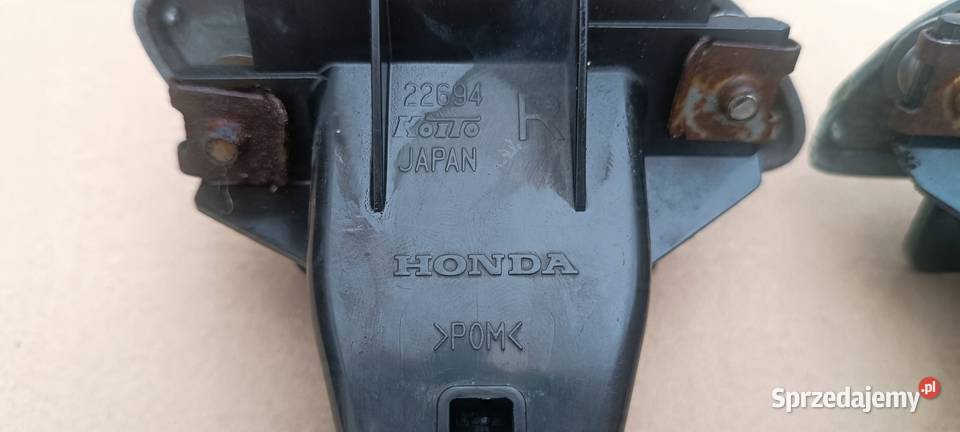 22694
KOITO R
JAPAN
HONDA
>POM<
Sprzedajemy.pl